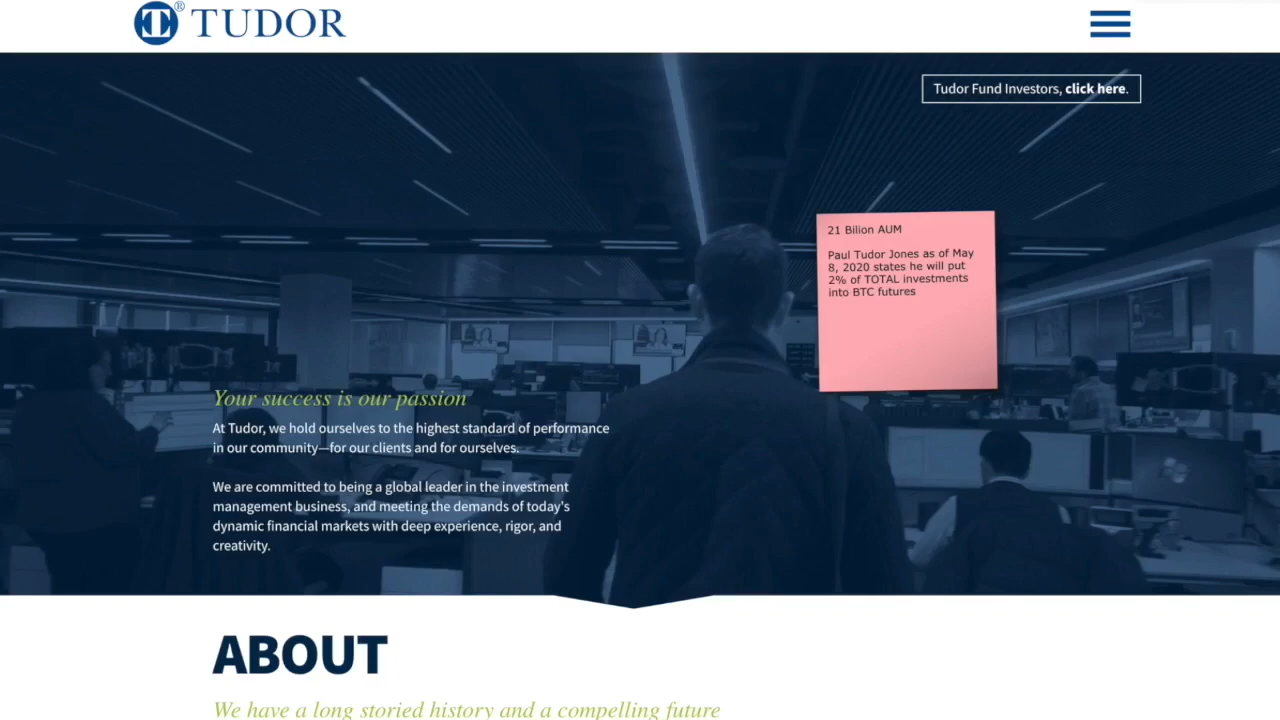 ® TUDOR
Tudor Fund Investors, click here.
21 Bilion AUM
Paul Tudor Jones as of May
8, 2020 states he will put
2% of TOTAL investments
into BTC futures
Your success is our passion
At Tudor, we hold ourselves to the highest standard of performance
in our community—for our clients and for ourselves.
We are committed to being a global leader in the investment
management business, and meeting the demands of today's
dynamic financial markets with deep experience, rigor, and
creativity.
ABOUT
We have a long storied history and a compelling future